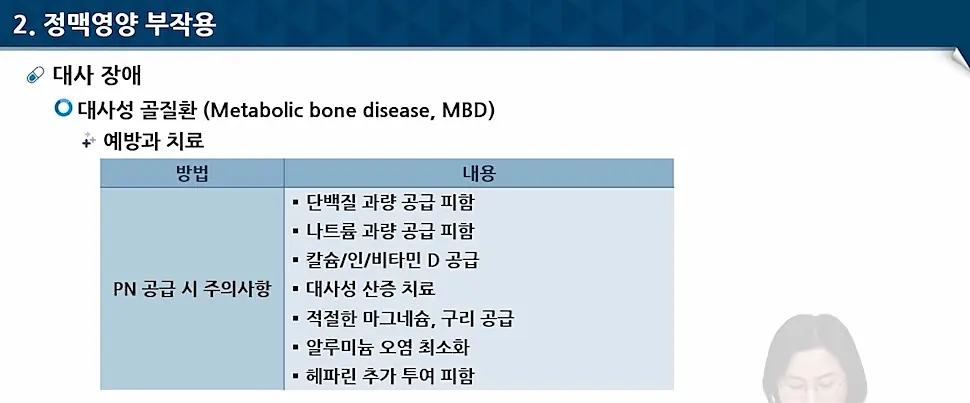 2. 정맥영양 부작용
대사 장애
대사성 골질환 (Metabolic bone disease, MBD)
예방과 치료
방법 내용
PN 공급 시 주의사항
▪ 단백질 과량 공급 피함
▪ 나트륨 과량 공급 피함
▪ 칼슘/인/비타민 D 공급
▪ 대사성 산증 치료
▪ 적절한 마그네슘, 구리 공급
▪ 알루미늄 오염 최소화
▪ 헤파린 추가 투여 피함